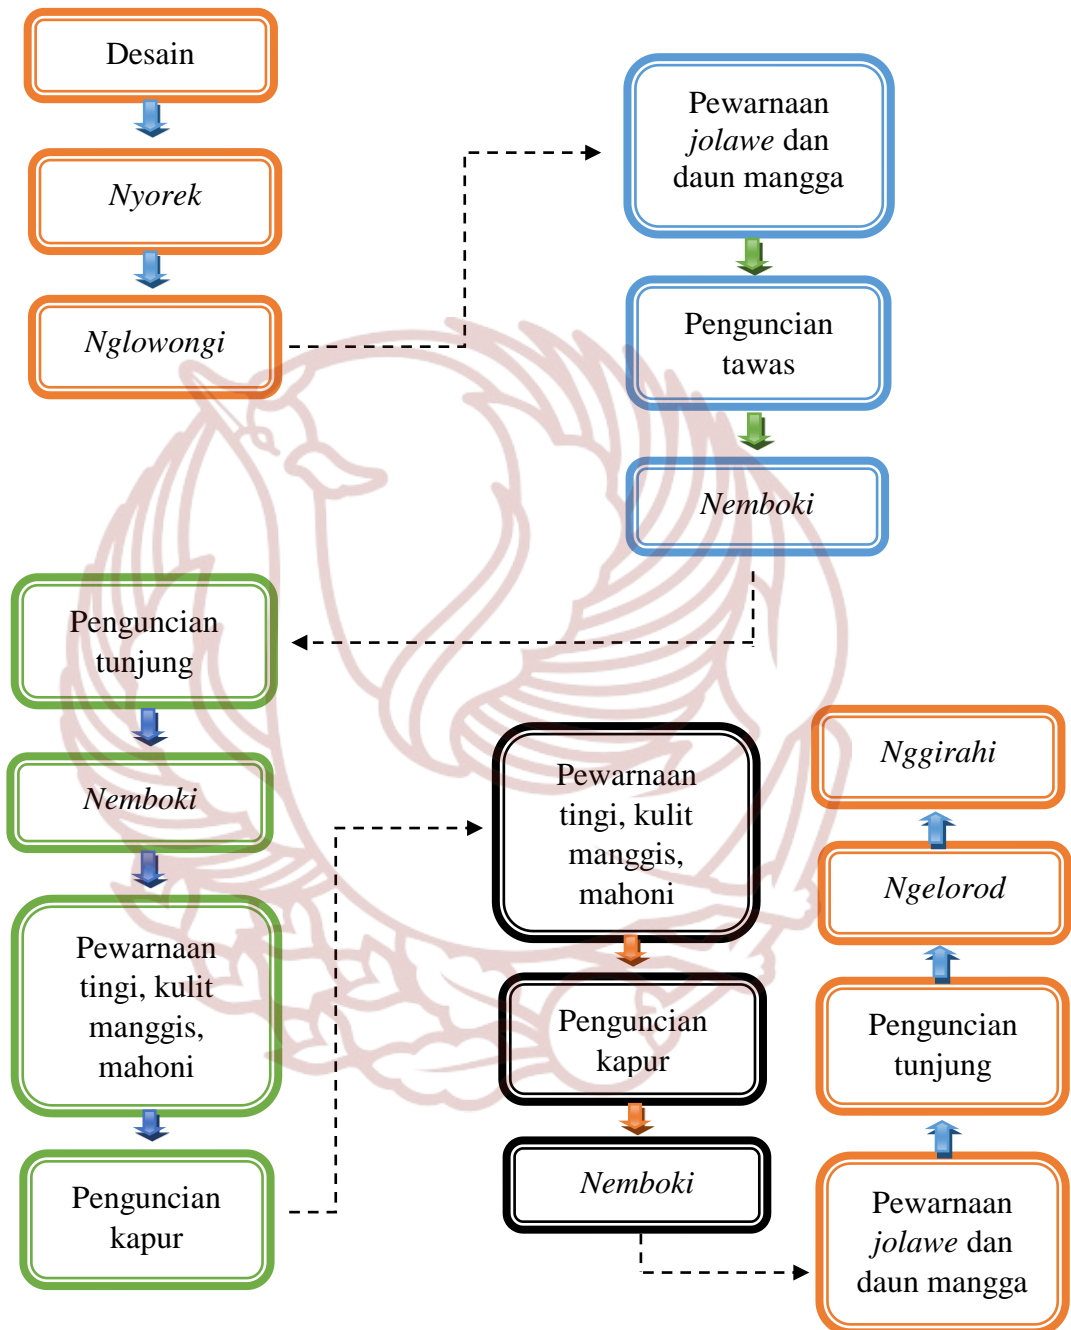 Desain
Nyorek
Nglowongi
Pewarnaan
jolawe dan
daun mangga
Penguncian
tawas
Nemboki
Penguncian
tunjung
Nemboki
Pewarnaan
tingi, kulit
manggis,
mahoni
Penguncian
kapur
Pewarnaan
tingi, kulit
manggis,
mahoni
Penguncian
kapur
Nemboki
Pewarnaan
jolawe dan
daun mangga
Penguncian
tunjung
Ngelorod
Nggirahi